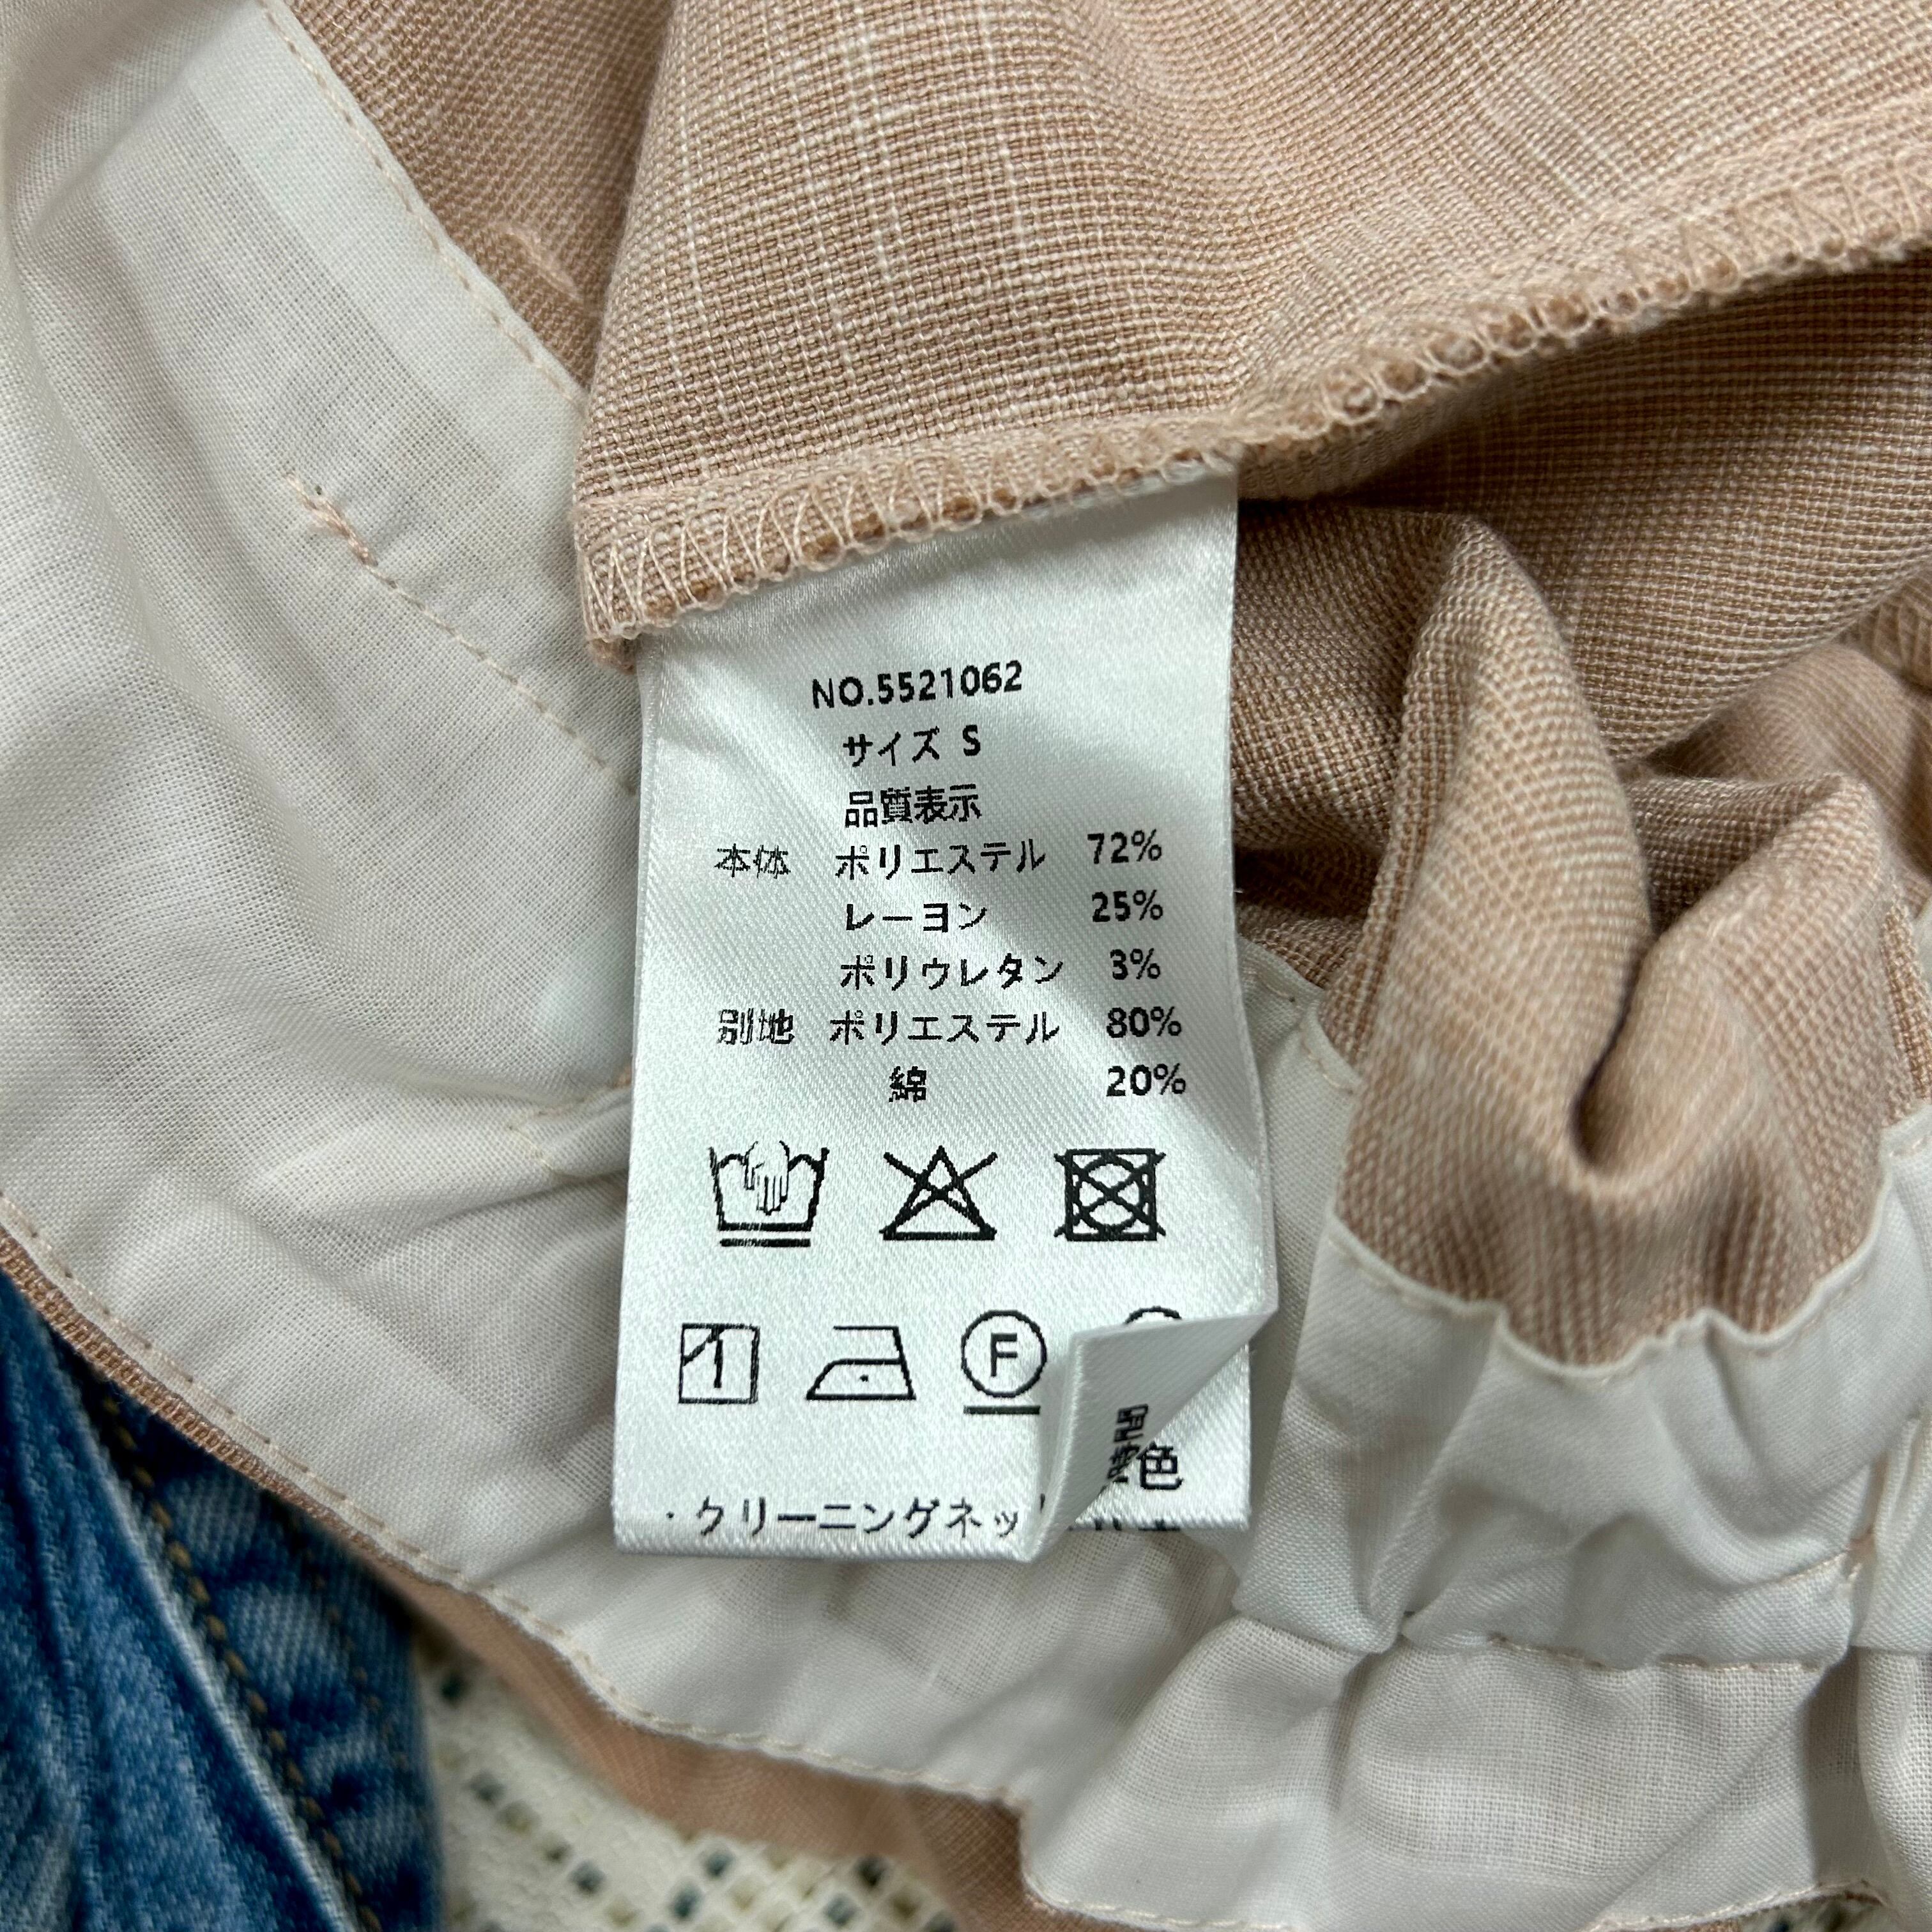 NO.5521062
サイズ S
品質表示
本体 ポリエステル 72%
レーヨン 25%
ポリウレタン 3%
別地 ポリエステル 80%
綿 20%
F
時間
色
・クリーニングネッ